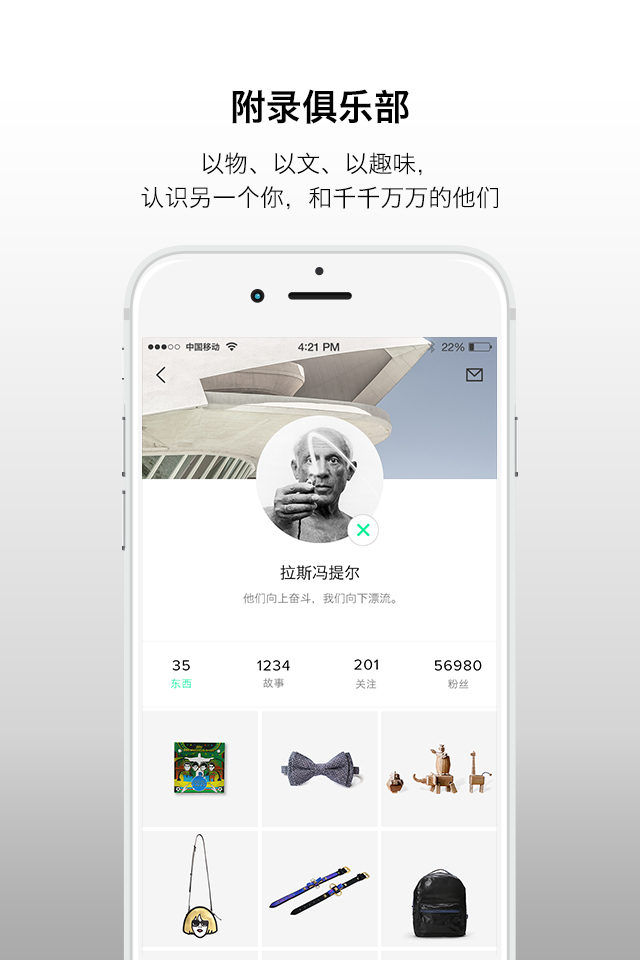 附录俱乐部
以物、以文、以趣味,
认识另一个你, 和千千万万的他们
中国移动 4:21 PM 22%
拉斯冯提尔
他们向上奋斗，我们向下漂流。
35 1234 201 56980
东西 故事 关注 粉丝